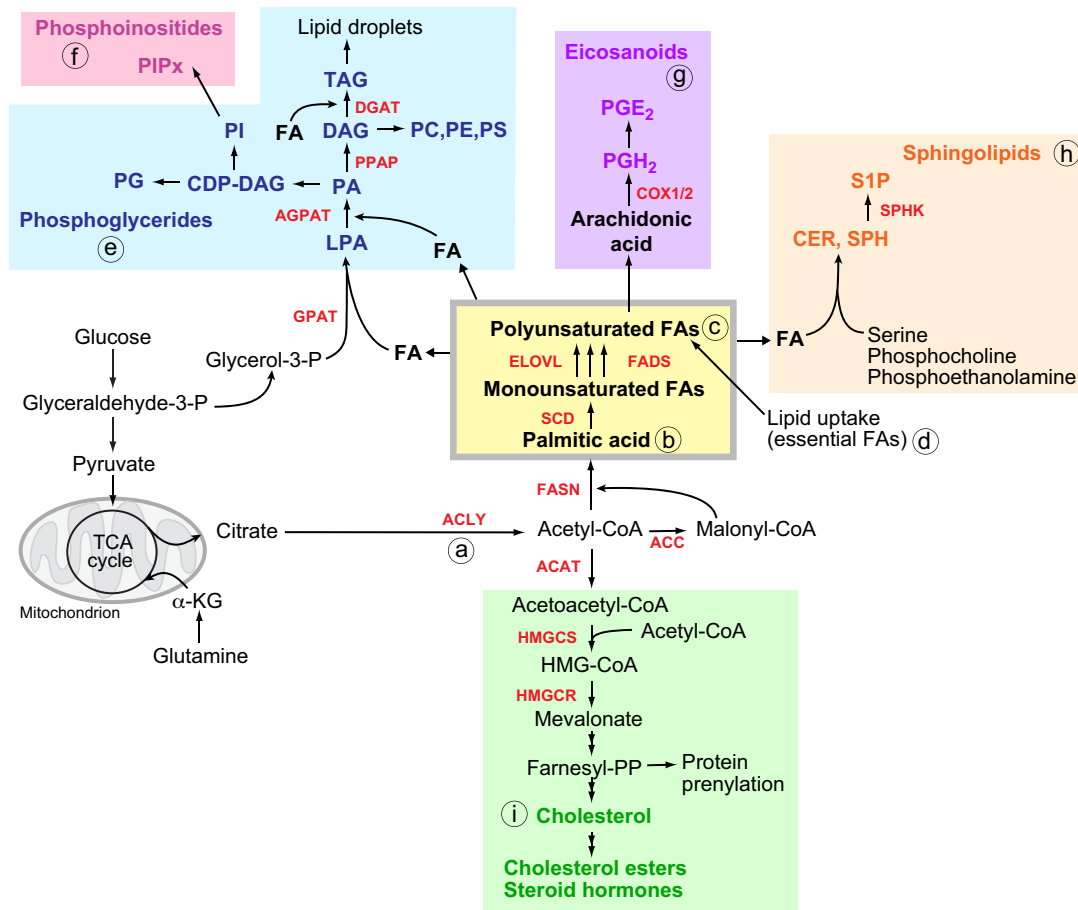 Phosphoinositides
f
PIPx
Lipid droplets
TAG
DGAT
FA
DAG
PC,PE,PS
PI
PPAP
PG
CDP-DAG
PA
Phosphoglycerides
AGPAT
e
LPA
FA
Eicosanoids
g
PGE2
PGH2
COX1/2
Arachidonic
acid
Sphingolipids
h
S1P
SPHK
CER, SPH
FA
Serine
Phosphocholine
Phosphoethanolamine
GPAT
Glucose
Glycerol-3-P
FA
Glyceraldehyde-3-P
Pyruvate
Polyunsaturated FAs
c
ELOVL
FADS
Monounsaturated FAs
SCD
Palmitic acid
b
Lipid uptake
(essential FAs)
d
FASN
TCA
cycle
Citrate
ACLY
a
Acetyl-CoA
ACC
Malonyl-CoA
Mitochondrion
α-KG
Glutamine
ACAT
Acetoacetyl-CoA
HMGCS
Acetyl-CoA
HMG-CoA
HMGCR
Mevalonate
Farnesyl-PP
Protein
prenylation
i
Cholesterol
Cholesterol esters
Steroid hormones